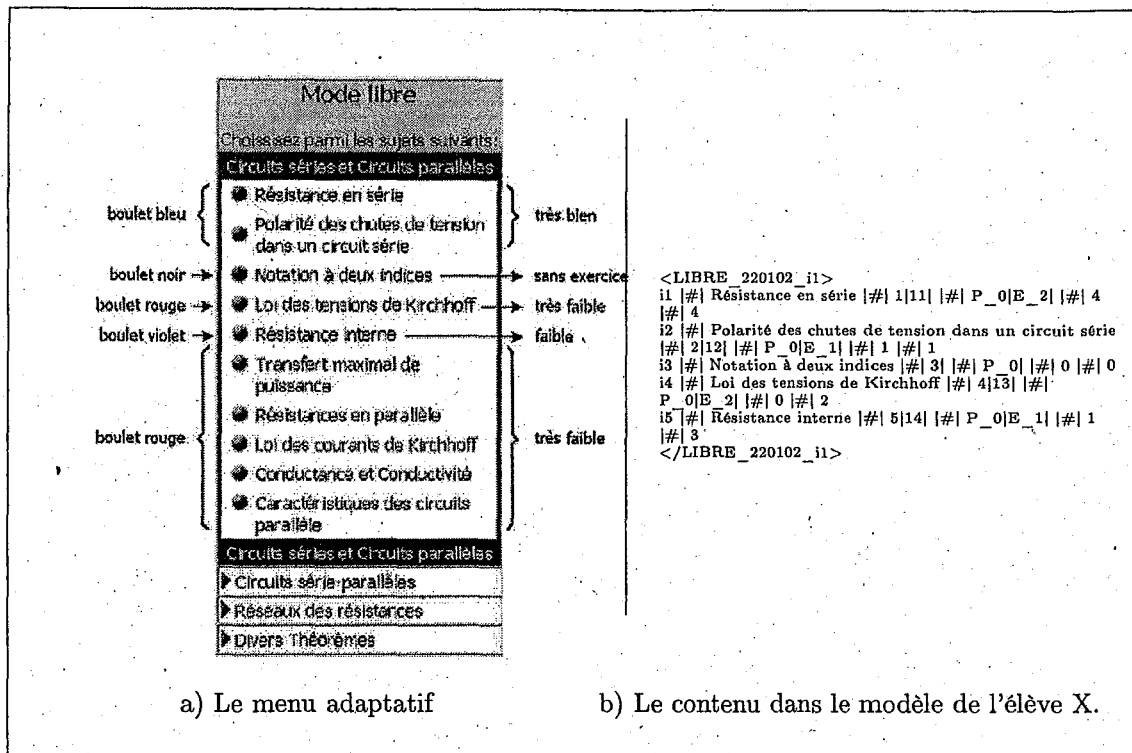 Mode libre
Choisissez parmi les sujets suivants:
Circuits séries et Circuits parallèles
boulet bleu
Résistance en série
Polarité des chutes de tension
dans un circuit série
très bien
boulet noir
Notation à deux indices
sans exercice
boulet rouge
Loi des tensions de Kirchhoff
très faible
boulet violet
Résistance interne
faible
boulet rouge
Transfert maximal de
puissance
Résistances en parallèle
Loi des courants de Kirchhoff
Conductance et Conductivité
Caractéristiques des circuits
parallèle
très faible
Circuits séries et Circuits parallèles
Circuits série-parallèles
Réseaux des résistances
Divers Théorèmes
<LIBRE_220102_i1>
i1 |#| Résistance en série |#| 1|11| |#| P_0|E_2| |#| 4
|#| 4
i2 |#| Polarité des chutes de tension dans un circuit série
|#| 2|12| |#| P_0|E_1| |#| 1 |#| 1
i3 |#| Notation à deux indices |#| 3| |#| P_0| |#| 0 |#| 0
i4 |#| Loi des tensions de Kirchhoff |#| 4|13| |#|
P_0|E_2| |#| 0 |#| 2
i5 |#| Résistance interne |#| 5|14| |#| P_0|E_1| |#| 1
|#| 3
</LIBRE_220102_i1>
a) Le menu adaptatif
b) Le contenu dans le modèle de l'élève X.